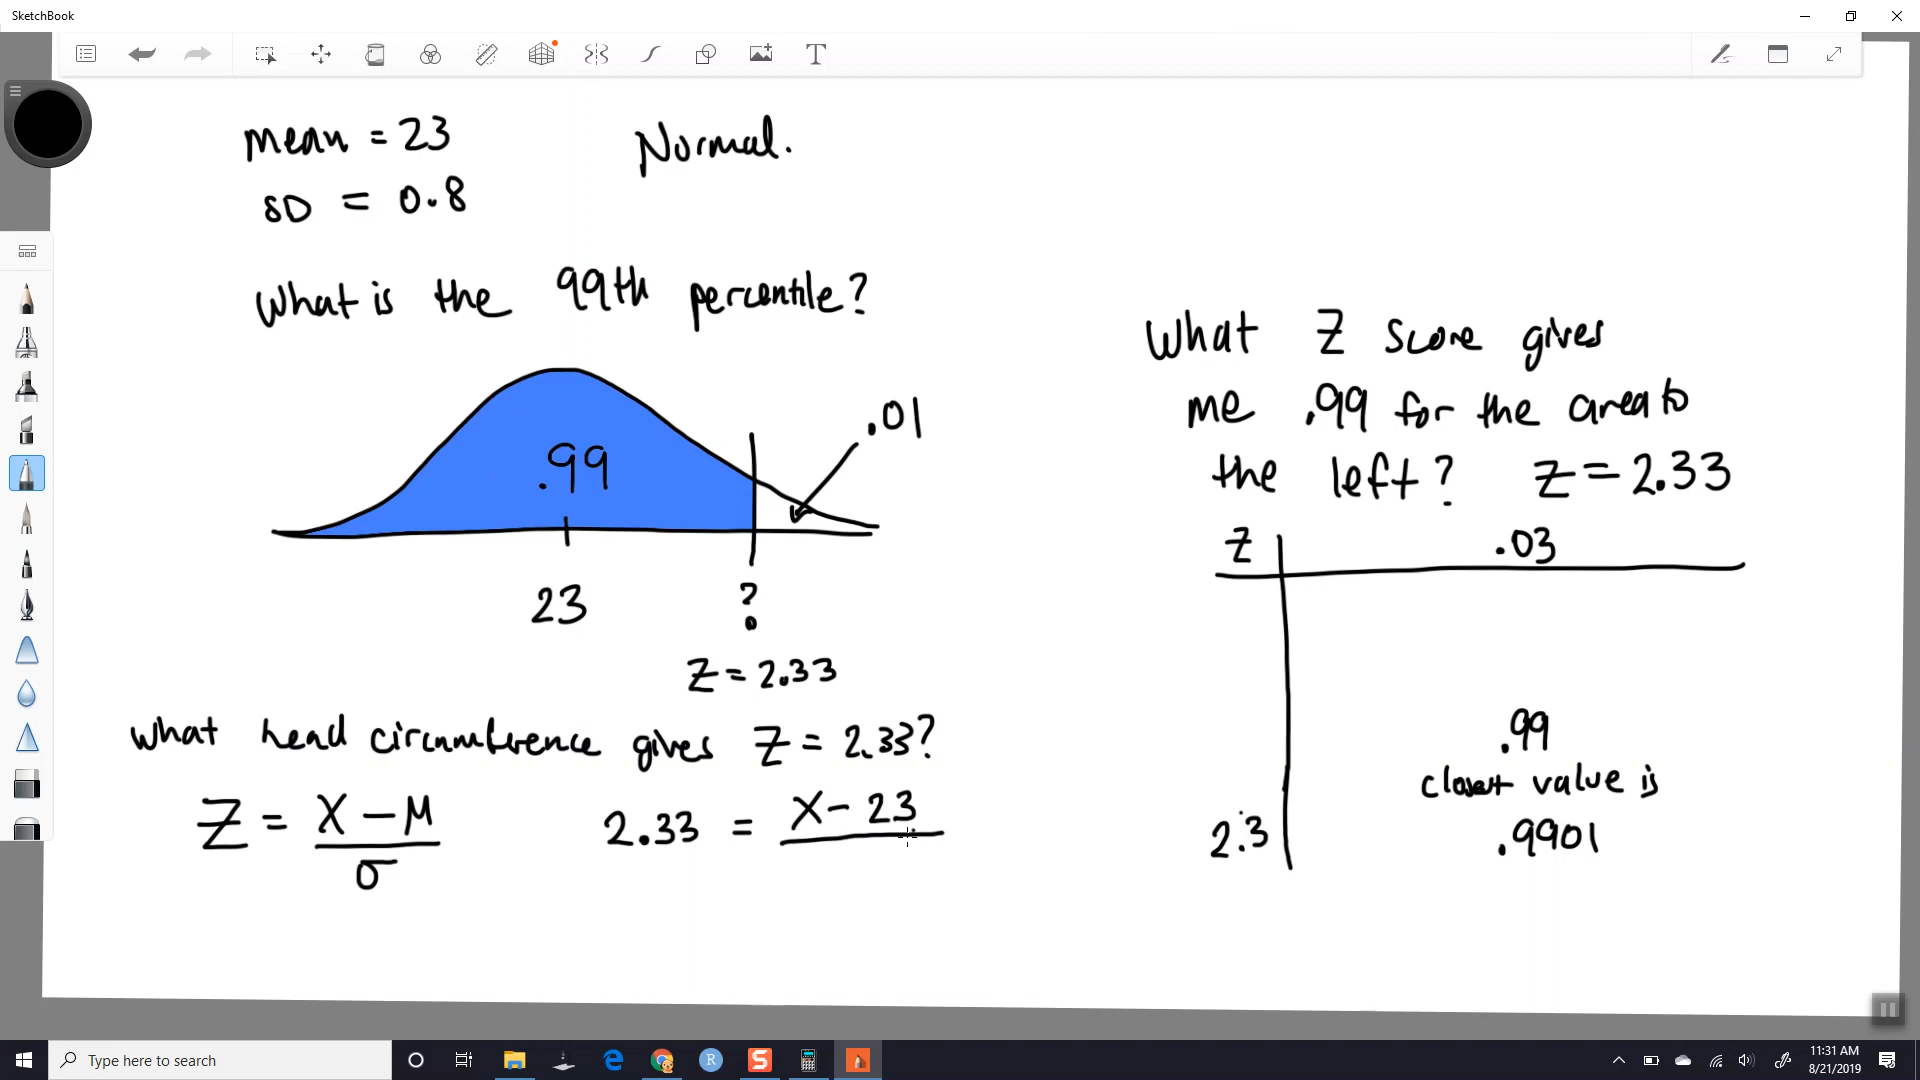 SketchBook
mean = 23
SD = 0.8
Normal.
What is the 99th percentile?
.99
.01
23
?
Z = 2.33
What head circumference gives Z = 2.33?
Z = X - μ
σ
2.33 = X - 23
What Z score gives
me .99 for the area to
the left? Z = 2.33
Z .03
.99
closest value is
2.3 .9901
Type here to search
11:31 AM
8/21/2019